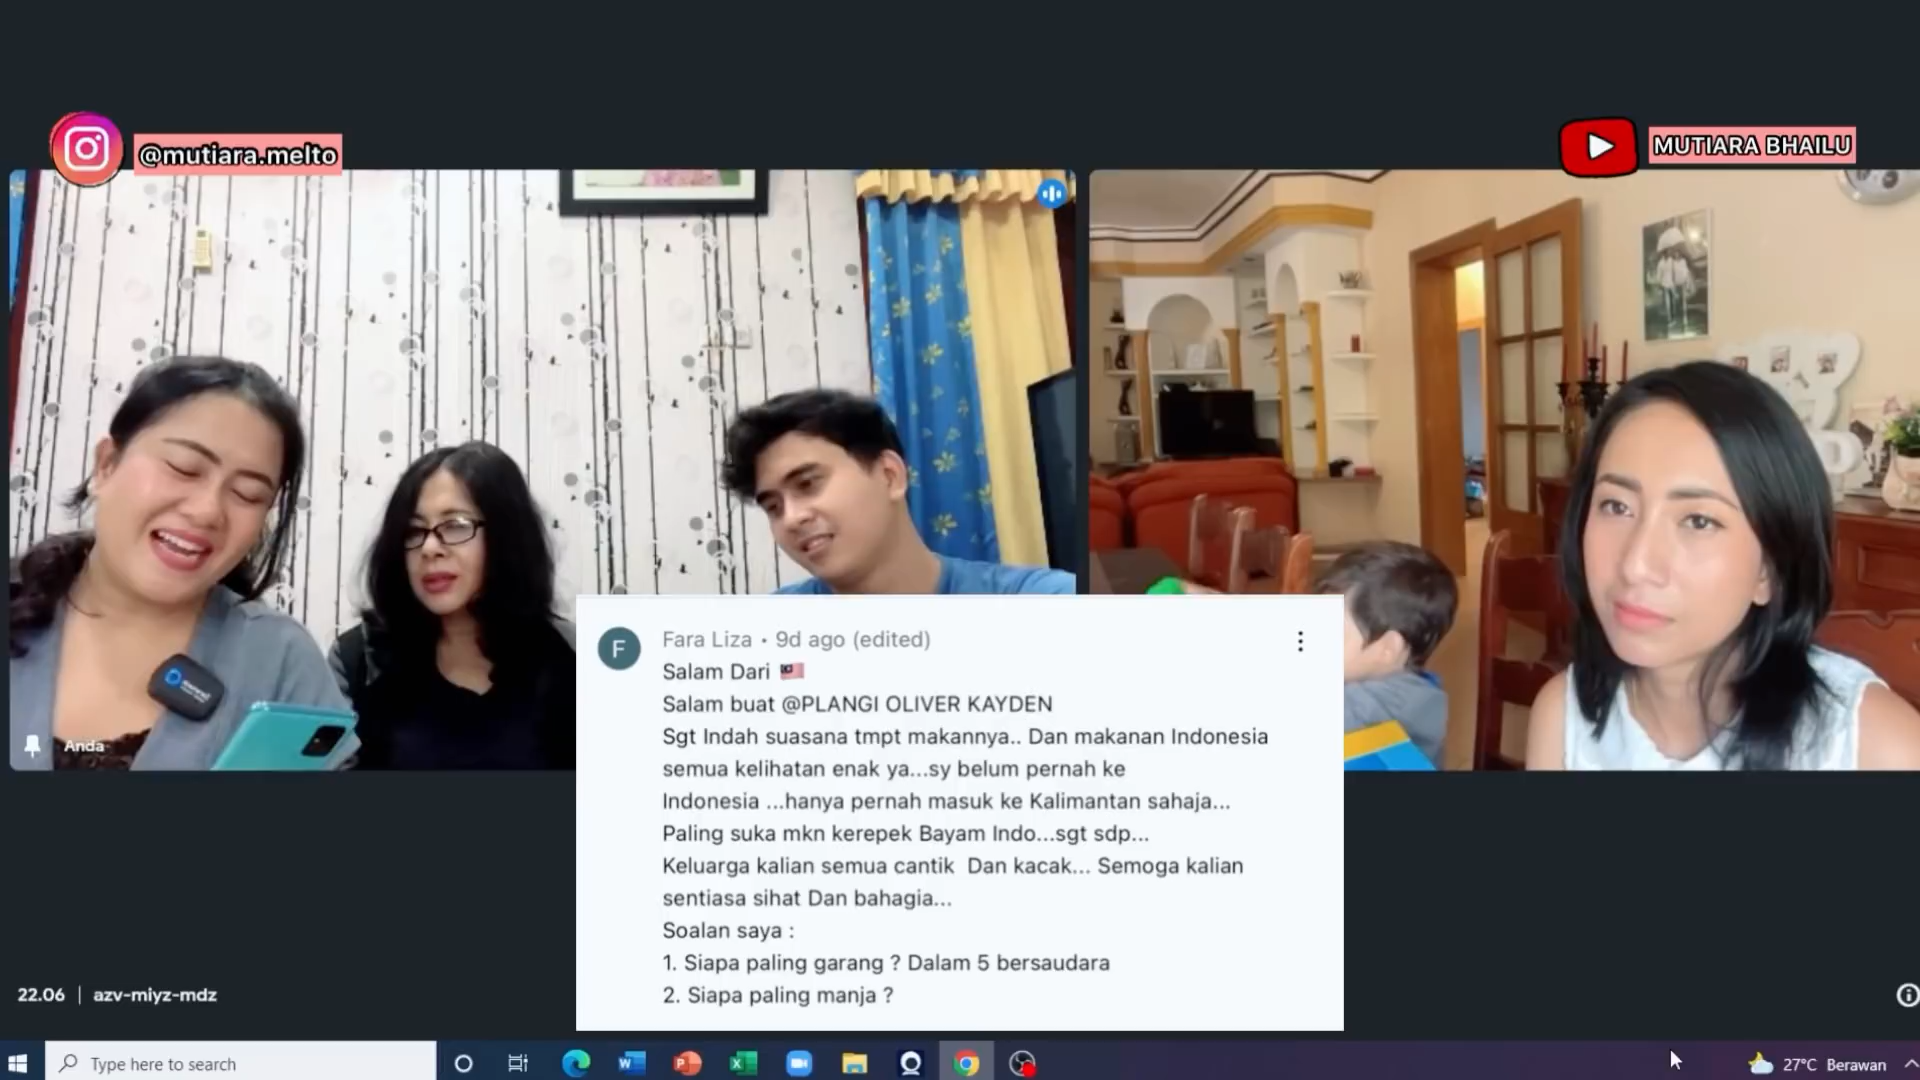 @mutiara.melto
MUTIARA BHAILU
Anda
F
Fara Liza • 9d ago (edited)
Salam Dari 🇲🇾
Salam buat @PLANGI OLIVER KAYDEN
Sgt Indah suasana tmpt makannya.. Dan makanan Indonesia
semua kelihatan enak ya...sy belum pernah ke
Indonesia ...hanya pernah masuk ke Kalimantan sahaja...
Paling suka mkn kerepek Bayam Indo...sgt sdp...
Keluarga kalian semua cantik Dan kacak... Semoga kalian
sentiasa sihat Dan bahagia...
Soalan saya :
1. Siapa paling garang ? Dalam 5 bersaudara
2. Siapa paling manja ?
22.06 | azv-miyz-mdz
Type here to search
27°C Berawan